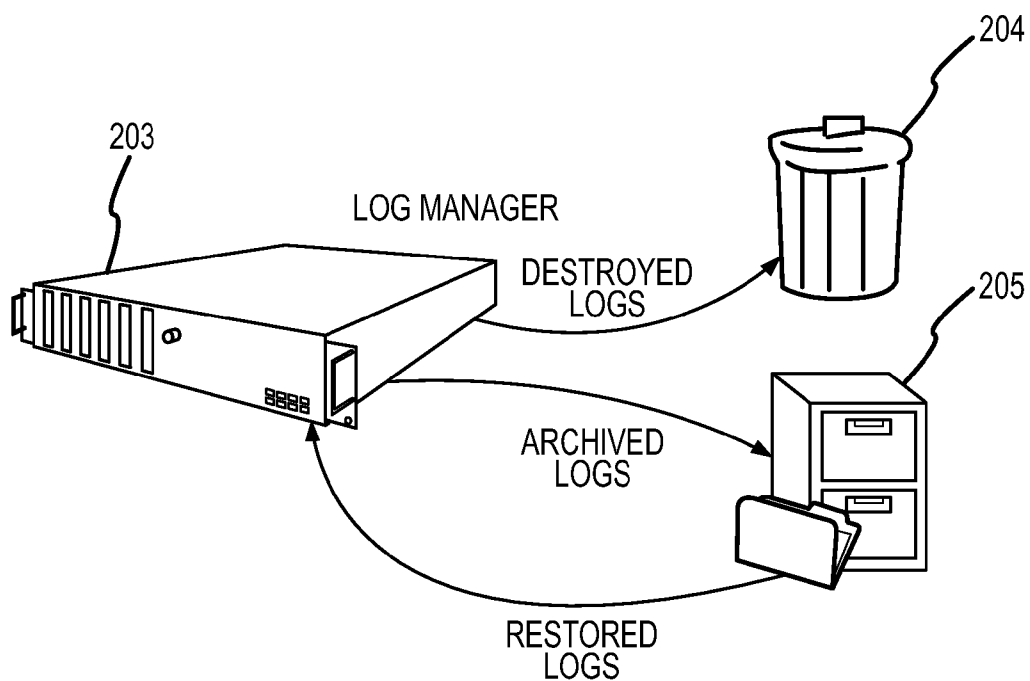 204
203
LOG MANAGER
DESTROYED
LOGS
205
ARCHIVED
LOGS
RESTORED
LOGS